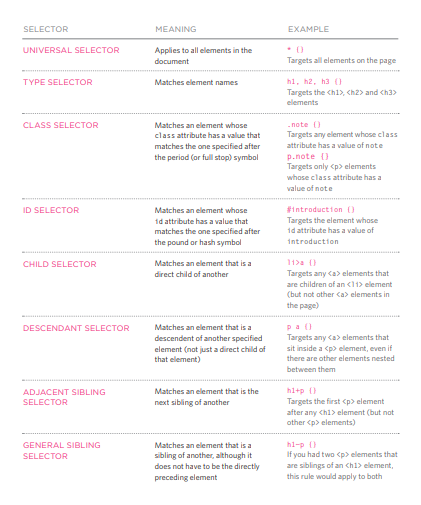 SELECTOR MEANING EXAMPLE
UNIVERSAL SELECTOR
Applies to all elements in the
document
* {}
Targets all elements on the page
TYPE SELECTOR
Matches element names
h1, h2, h3 {}
Targets the <h1>, <h2> and <h3>
elements
CLASS SELECTOR
Matches an element whose
class attribute has a value that
matches the one specified after
the period (or full stop) symbol
.note {}
Targets any element whose class
attribute has a value of note
p.note {}
Targets only <p> elements
whose class attribute has a
value of note
ID SELECTOR
Matches an element whose
id attribute has a value that
matches the one specified after
the pound or hash symbol
#introduction {}
Targets the element whose
id attribute has a value of
introduction
CHILD SELECTOR
Matches an element that is a
direct child of another
li>a {}
Targets any <a> elements that
are children of an <li> element
(but not other <a> elements in
the page)
DESCENDANT SELECTOR
Matches an element that is a
descendent of another specified
element (not just a direct child of
that element)
p a {}
Targets any <a> elements that
sit inside a <p> element, even if
there are other elements nested
between them
ADJACENT SIBLING
SELECTOR
Matches an element that is the
next sibling of another
h1+p {}
Targets the first <p> element
after any <h1> element (but not
other <p> elements)
GENERAL SIBLING
SELECTOR
Matches an element that is a
sibling of another, although it
does not have to be the directly
preceding element
h1~p {}
If you had two <p> elements that
are siblings of an <h1> element,
this rule would apply to both